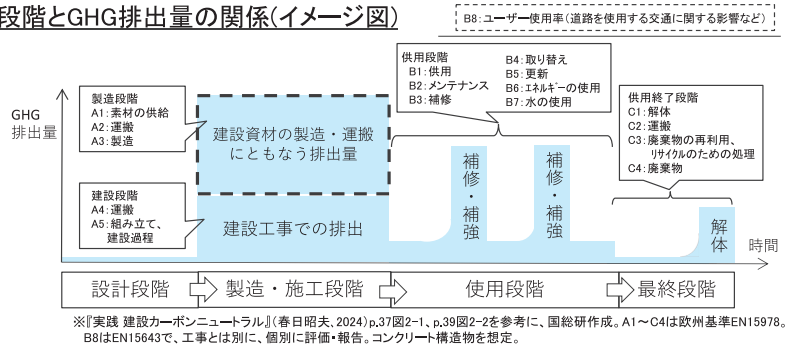 段階とGHG排出量の関係(イメージ図)
B8：ユーザー使用率(道路を使用する交通に関する影響など)
GHG
排出量
製造段階
A1：素材の供給
A2：運搬
A3：製造
建設段階
A4：運搬
A5：組み立て、
建設過程
建設資材の製造・運搬
にともなう排出量
建設工事での排出
供用段階
B1：供用
B2：メンテナンス
B3：補修
B4：取り替え
B5：更新
B6：エネルギーの使用
B7：水の使用
補修・補強
補修・補強
供用終了段階
C1：解体
C2：運搬
C3：廃棄物の再利用、
リサイクルのための処理
C4：廃棄物
解体
時間
設計段階
製造・施工段階
使用段階
最終段階
※『実践 建設カーボンニュートラル』(春日昭夫、2024)p.37図2-1、p.39図2-2を参考に、国総研作成。A1～C4は欧州基準EN15978。
B8はEN15643で、工事とは別に、個別に評価・報告。コンクリート構造物を想定。